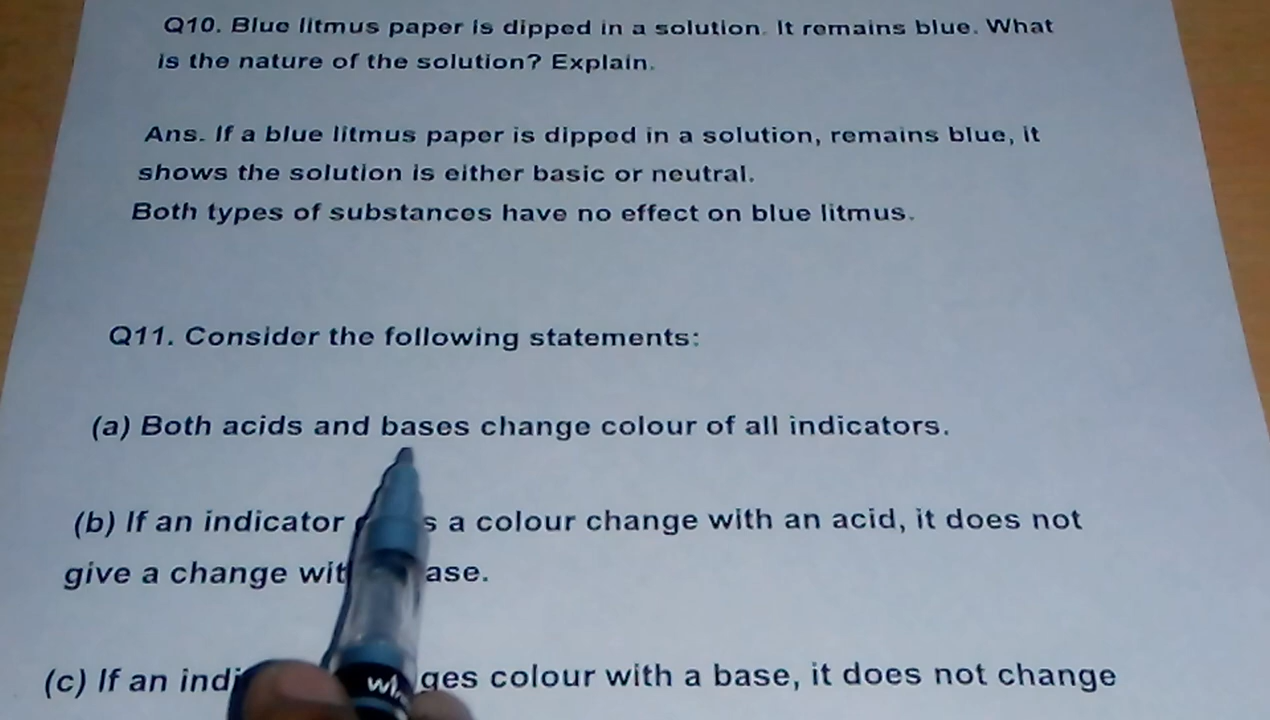 Q10. Blue litmus paper is dipped in a solution. It remains blue. What
is the nature of the solution? Explain.
Ans. If a blue litmus paper is dipped in a solution, remains blue, it
shows the solution is either basic or neutral.
Both types of substances have no effect on blue litmus.
Q11. Consider the following statements:
(a) Both acids and bases change colour of all indicators.
(b) If an indicator a colour change with an acid, it does not
give a change
(c) If an colour with a base, it does not change